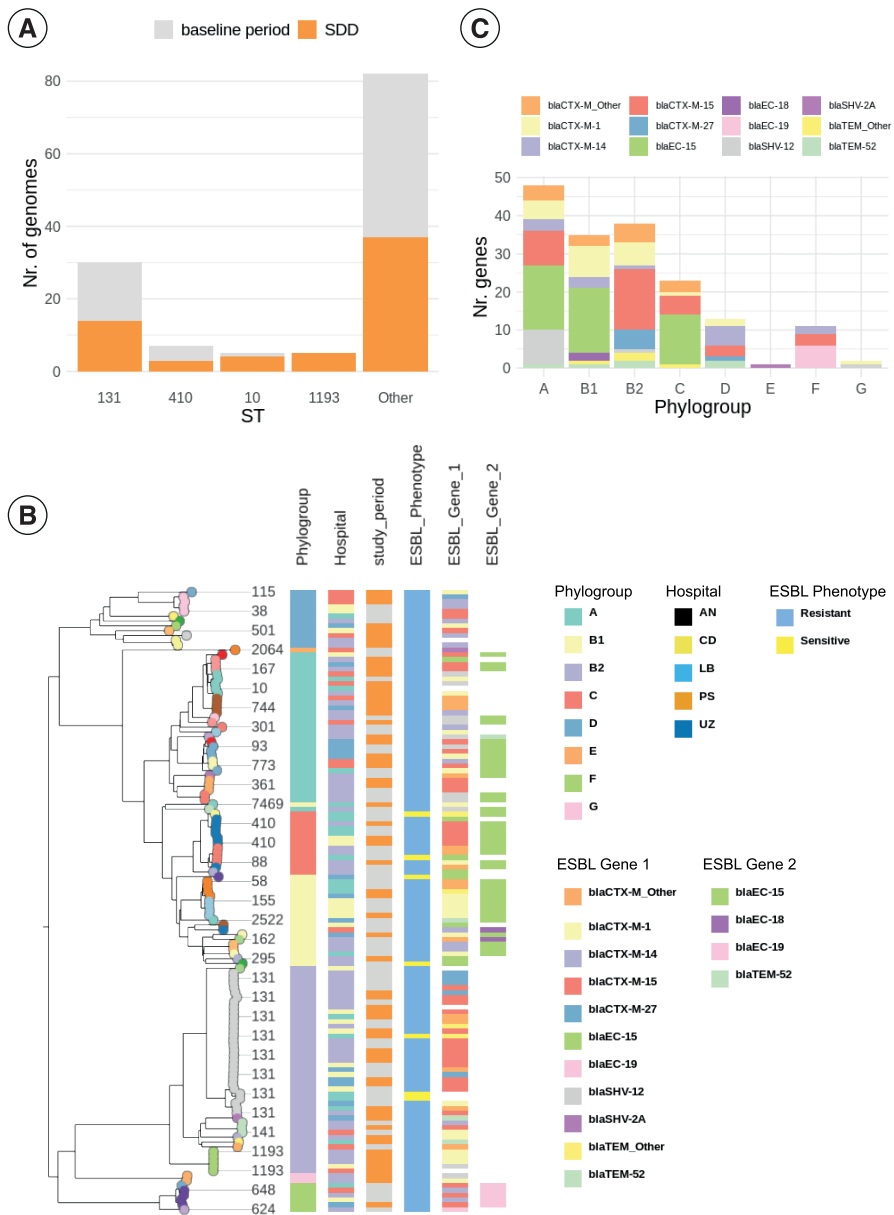 A
baseline period SDD
80
60
40
20
0
Nr. of genomes
131 410 10 1193 Other
ST
C
blaCTX-M_Other blaCTX-M-15 blaEC-18 blaSHV-2A
blaCTX-M-1 blaCTX-M-27 blaEC-19 blaTEM_Other
blaCTX-M-14 blaEC-15 blaSHV-12 blaTEM-52
50
40
30
20
10
0
Nr. genes
A B1 B2 C D E F G
Phylogroup
B
Phylogroup
Hospital
study_period
ESBL_Phenotype
ESBL_Gene_1
ESBL_Gene_2
115
38
501
2064
167
10
744
301
93
773
361
7469
410
410
88
58
155
2522
162
295
131
131
131
131
131
131
131
131
141
1193
1193
648
624
Phylogroup
A
B1
B2
C
D
E
F
G
Hospital
AN
CD
LB
PS
UZ
ESBL Phenotype
Resistant
Sensitive
ESBL Gene 1
blaCTX-M_Other
blaCTX-M-1
blaCTX-M-14
blaCTX-M-15
blaCTX-M-27
blaEC-15
blaEC-19
blaSHV-12
blaSHV-2A
blaTEM_Other
blaTEM-52
ESBL Gene 2
blaEC-15
blaEC-18
blaEC-19
blaTEM-52